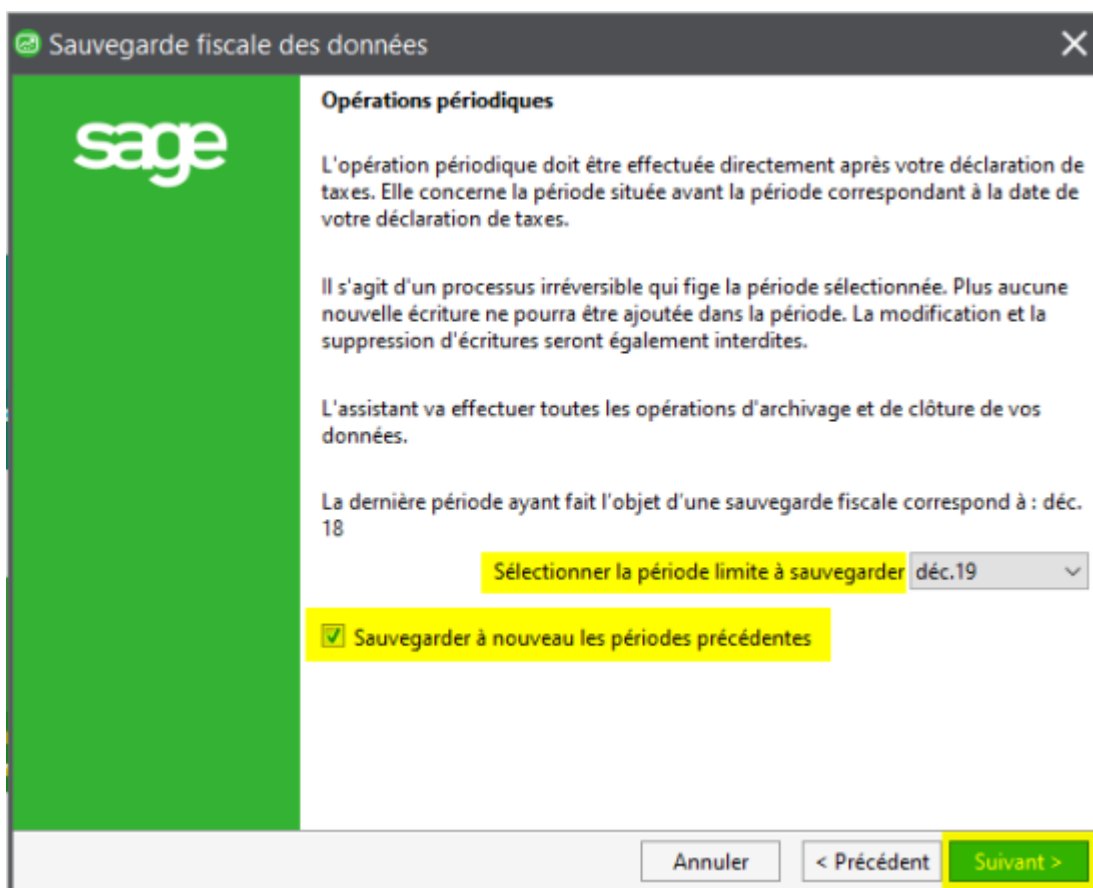 Sauvegarde fiscale des données
sage
Opérations périodiques
L'opération périodique doit être effectuée directement après votre déclaration de
taxes. Elle concerne la période située avant la période correspondant à la date de
votre déclaration de taxes.
Il s'agit d'un processus irréversible qui fige la période sélectionnée. Plus aucune
nouvelle écriture ne pourra être ajoutée dans la période. La modification et la
suppression d'écritures seront également interdites.
L'assistant va effectuer toutes les opérations d'archivage et de clôture de vos
données.
La dernière période ayant fait l'objet d'une sauvegarde fiscale correspond à : déc.
18
Sélectionner la période limite à sauvegarder déc.19
Sauvegarder à nouveau les périodes précédentes
Annuler < Précédent Suivant >